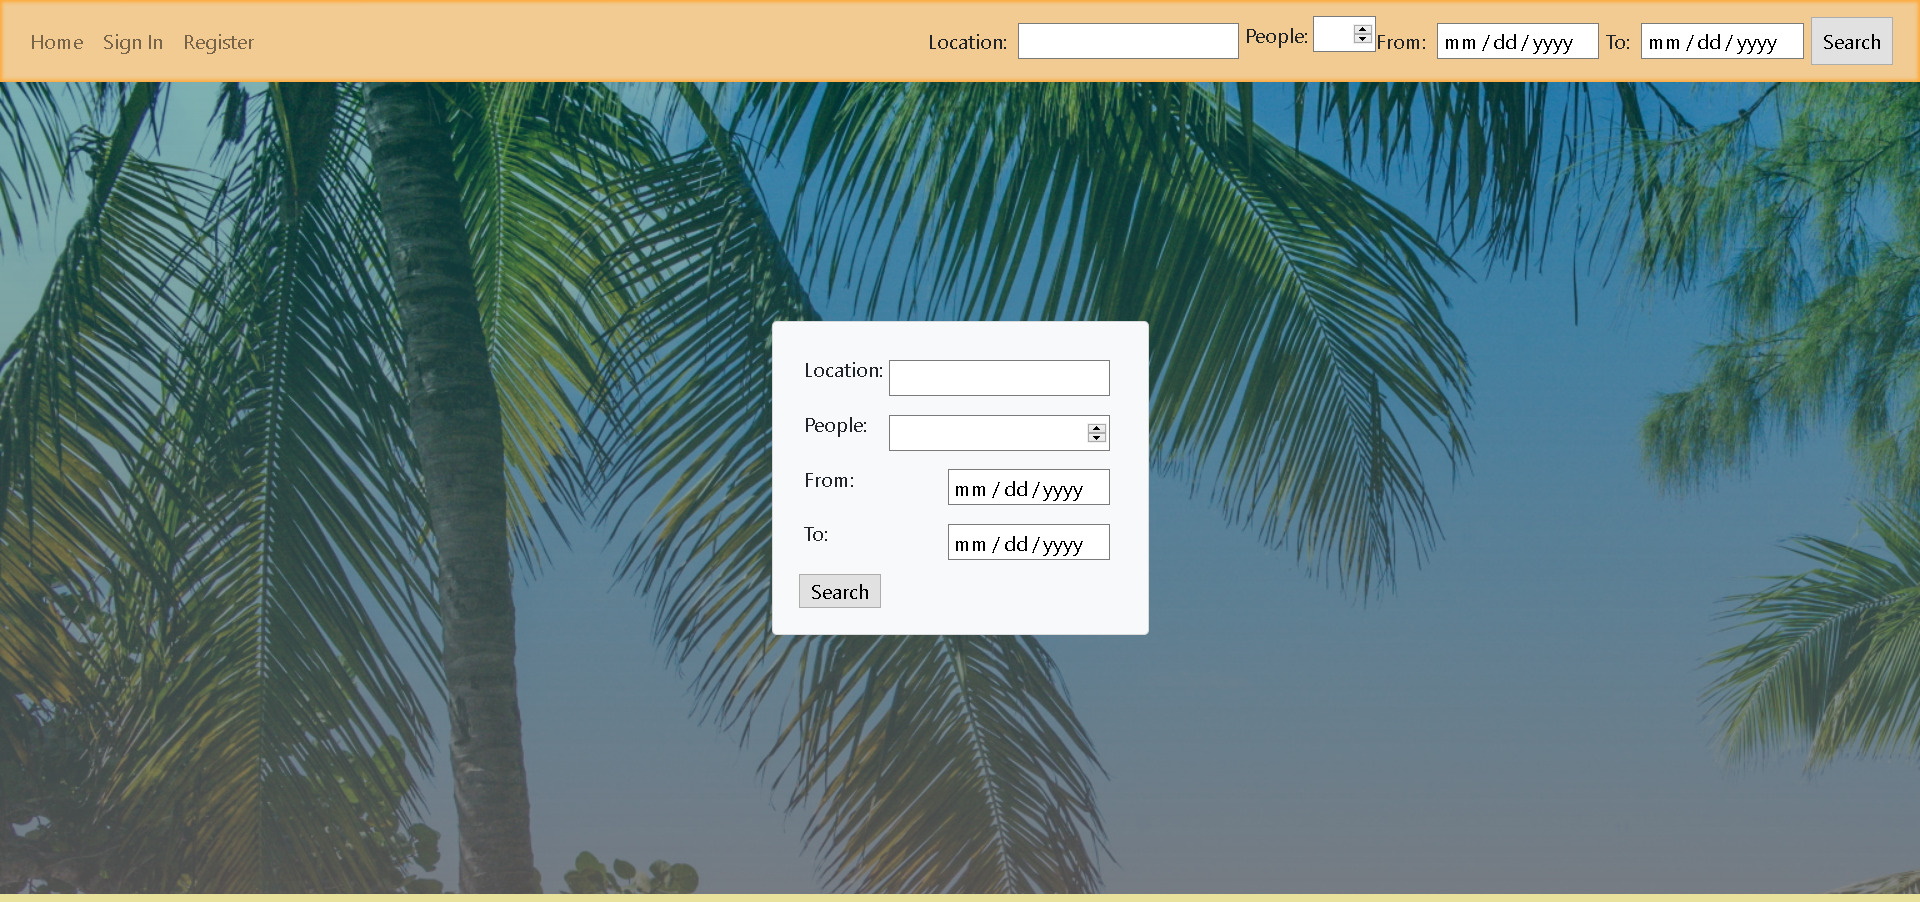 Home Sign In Register Location: People: From: mm/dd/yyyy To: mm/dd/yyyy Search
Location:
People:
From: mm/dd/yyyy
To: mm/dd/yyyy
Search